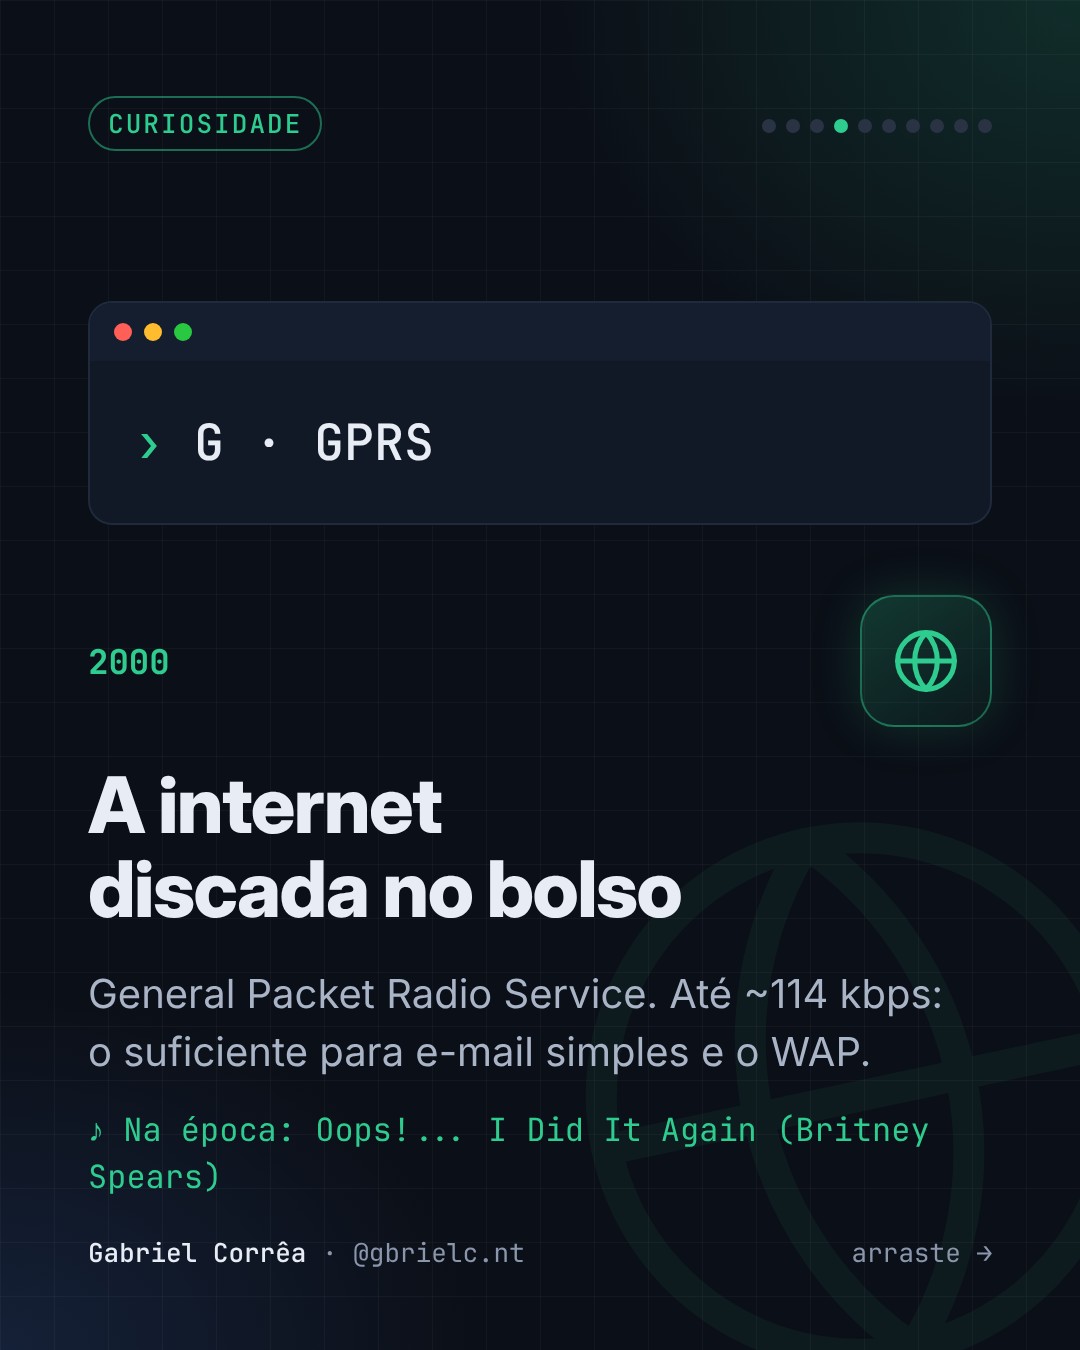 CURIOSIDADE
› G · GPRS
2000
A internet
discada no bolso
General Packet Radio Service. Até ~114 kbps:
o suficiente para e-mail simples e o WAP.
♪ Na época: Oops!... I Did It Again (Britney
Spears)
Gabriel Corrêa · @gbrielc.nt
arraste →